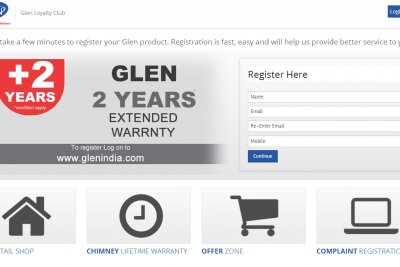 Glen Loyalty Club
Login
take a few minutes to register your Glen product. Registration is fast, easy and will help us provide better service to
+2
YEARS
*condition Apply
GLEN
2 YEARS*
EXTENDED
WARRNTY
To register Log on to
www.glenindia.com
Register Here
Name
Email
Re-Enter Email
Mobile
Continue
TAIL SHOP
CHIMNEY LIFETIME WARRANTY
OFFER ZONE
COMPLAINT REGISTRATIO